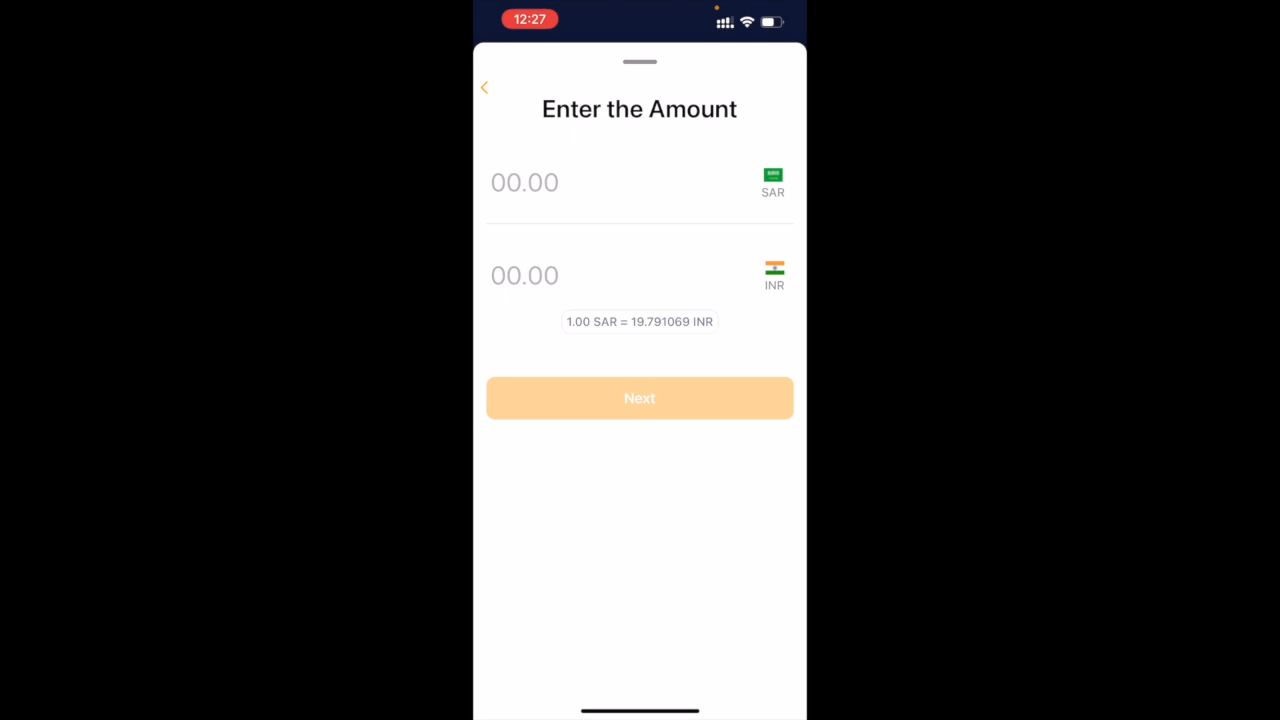 12:27
Enter the Amount
00.00
SAR
00.00
INR
1.00 SAR = 19.791069 INR
Next